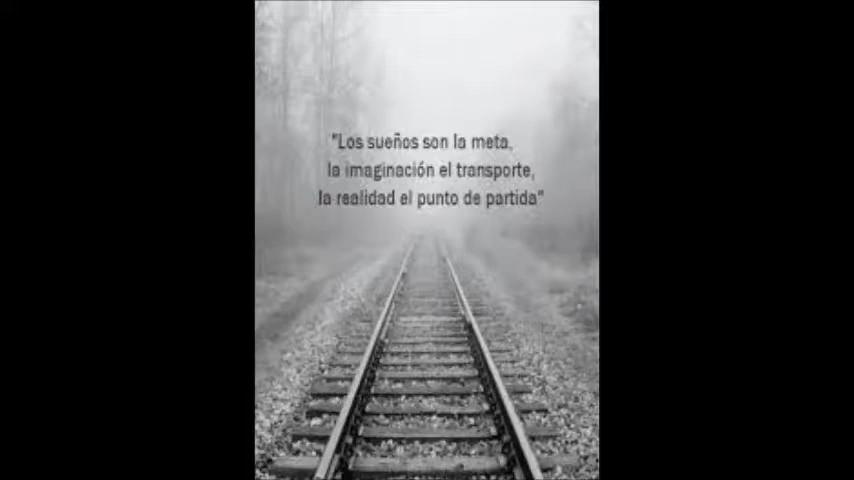 "Los sueños son la meta,
la imaginación el transporte,
la realidad el punto de partida"